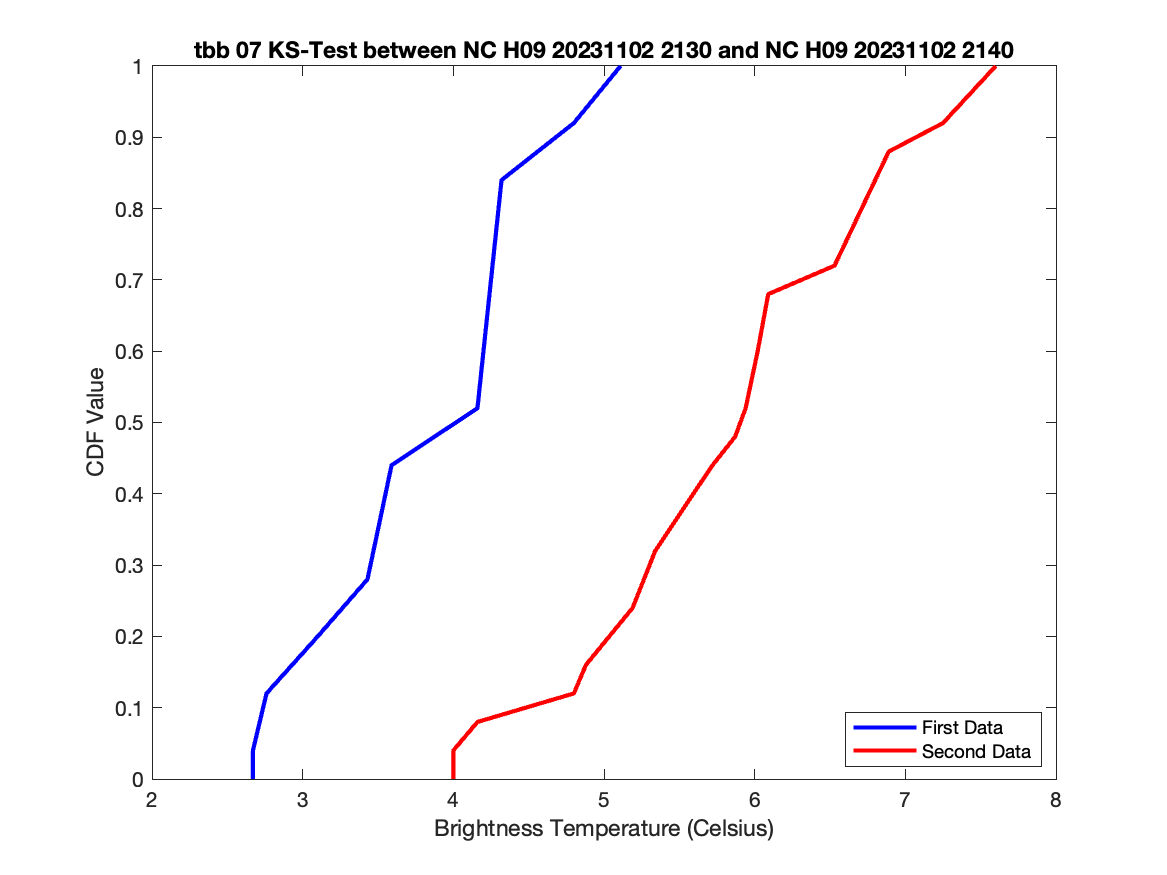 tbb 07 KS-Test between NC H09 20231102 2130 and NC H09 20231102 2140
1
0.9
0.8
0.7
0.6
0.5
0.4
0.3
0.2
0.1
0
CDF Value
First Data
Second Data
2 3 4 5 6 7 8
Brightness Temperature (Celsius)